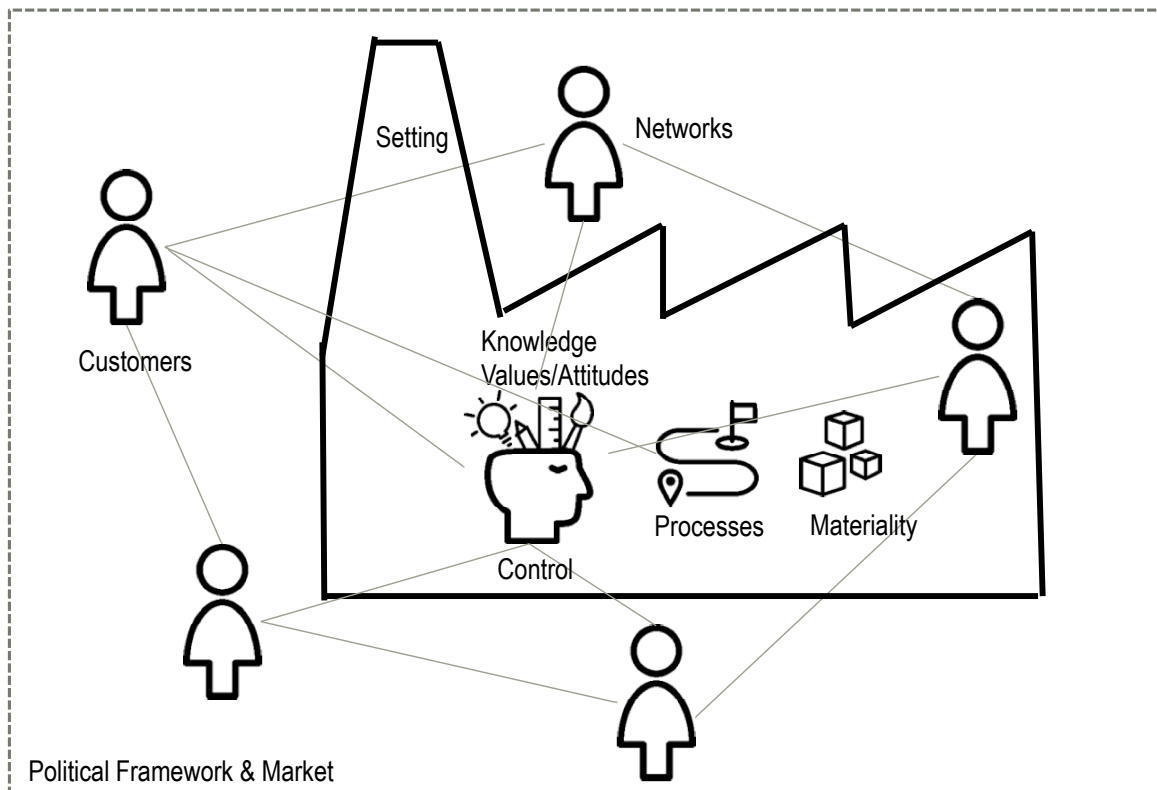 Setting
Networks
Customers
Knowledge
Values/Attitudes
Processes
Materiality
Control
Political Framework & Market